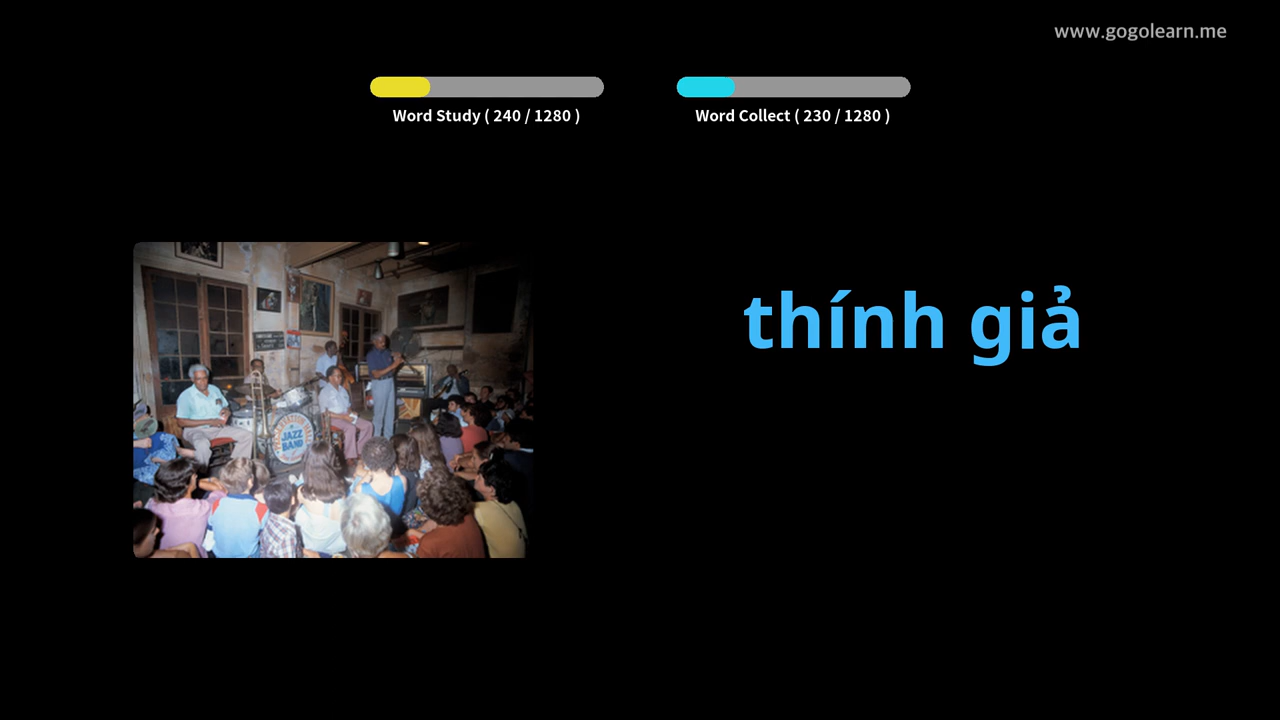 www.gogolearn.me
Word Study ( 240 / 1280 )
Word Collect ( 230 / 1280 )
thính giả
JAZZ
BAND